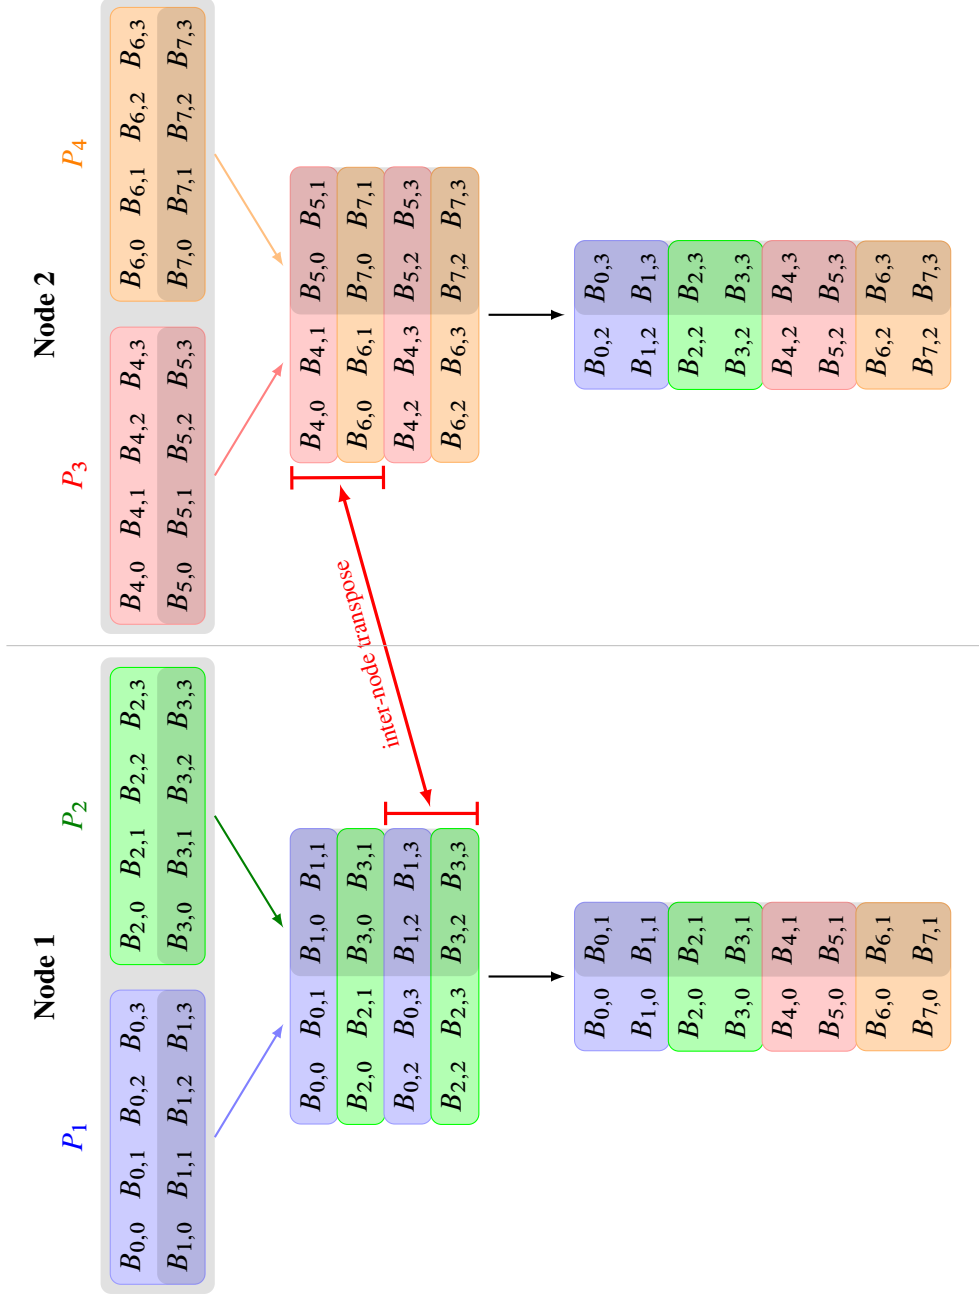 Node 1
Node 2
P1
P2
P3
P4
B0,0 B0,1 B0,2 B0,3
B1,0 B1,1 B1,2 B1,3
B2,0 B2,1 B2,2 B2,3
B3,0 B3,1 B3,2 B3,3
B4,0 B4,1 B4,2 B4,3
B5,0 B5,1 B5,2 B5,3
B6,0 B6,1 B6,2 B6,3
B7,0 B7,1 B7,2 B7,3
B0,0 B0,1 B1,0 B1,1
B2,0 B2,1 B3,0 B3,1
B0,2 B0,3 B1,2 B1,3
B2,2 B2,3 B3,2 B3,3
inter-node transpose
B4,0 B4,1 B5,0 B5,1
B6,0 B6,1 B7,0 B7,1
B4,2 B4,3 B5,2 B5,3
B6,2 B6,3 B7,2 B7,3
B0,0 B0,1
B1,0 B1,1
B2,0 B2,1
B3,0 B3,1
B4,0 B4,1
B5,0 B5,1
B6,0 B6,1
B7,0 B7,1
B0,2 B0,3
B1,2 B1,3
B2,2 B2,3
B3,2 B3,3
B4,2 B4,3
B5,2 B5,3
B6,2 B6,3
B7,2 B7,3